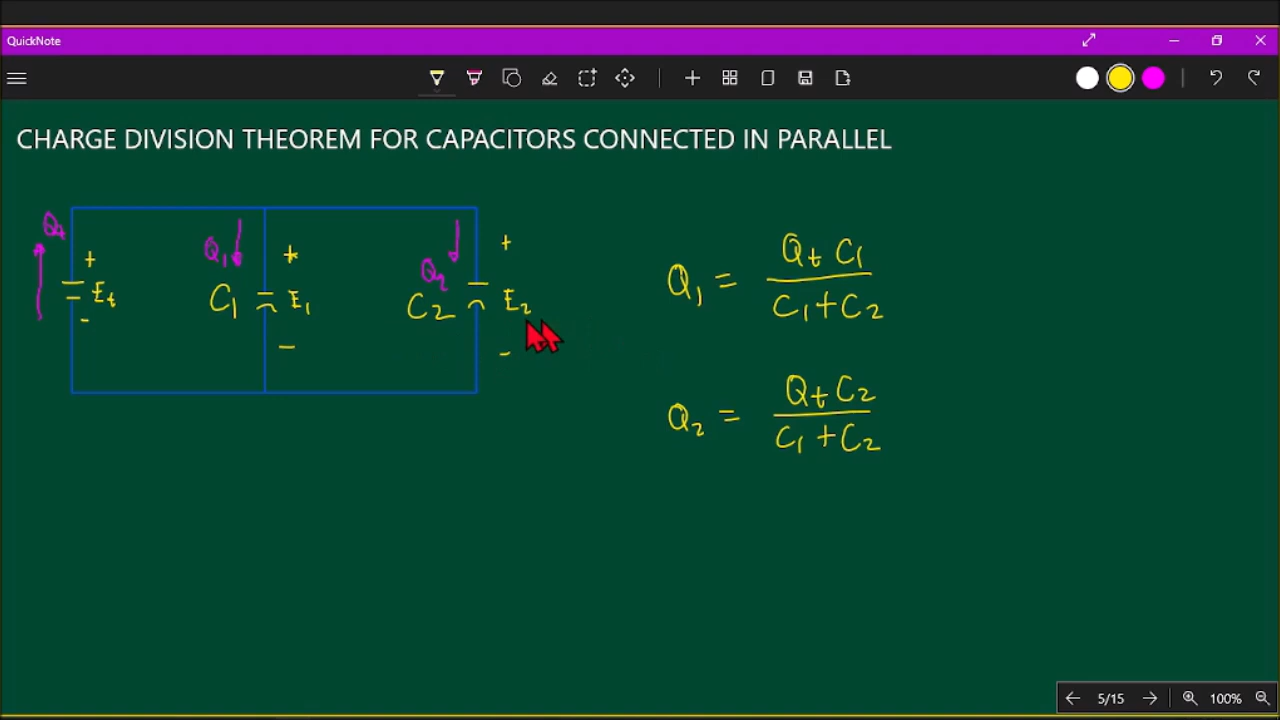 QuickNote
CHARGE DIVISION THEOREM FOR CAPACITORS CONNECTED IN PARALLEL
Qt
+
Et
-
Q1
C1
+
E1
-
Q2
C2
+
E2
-
Q1 = Qt C1 / C1 + C2
Q2 = Qt C2 / C1 + C2
5/15
100%